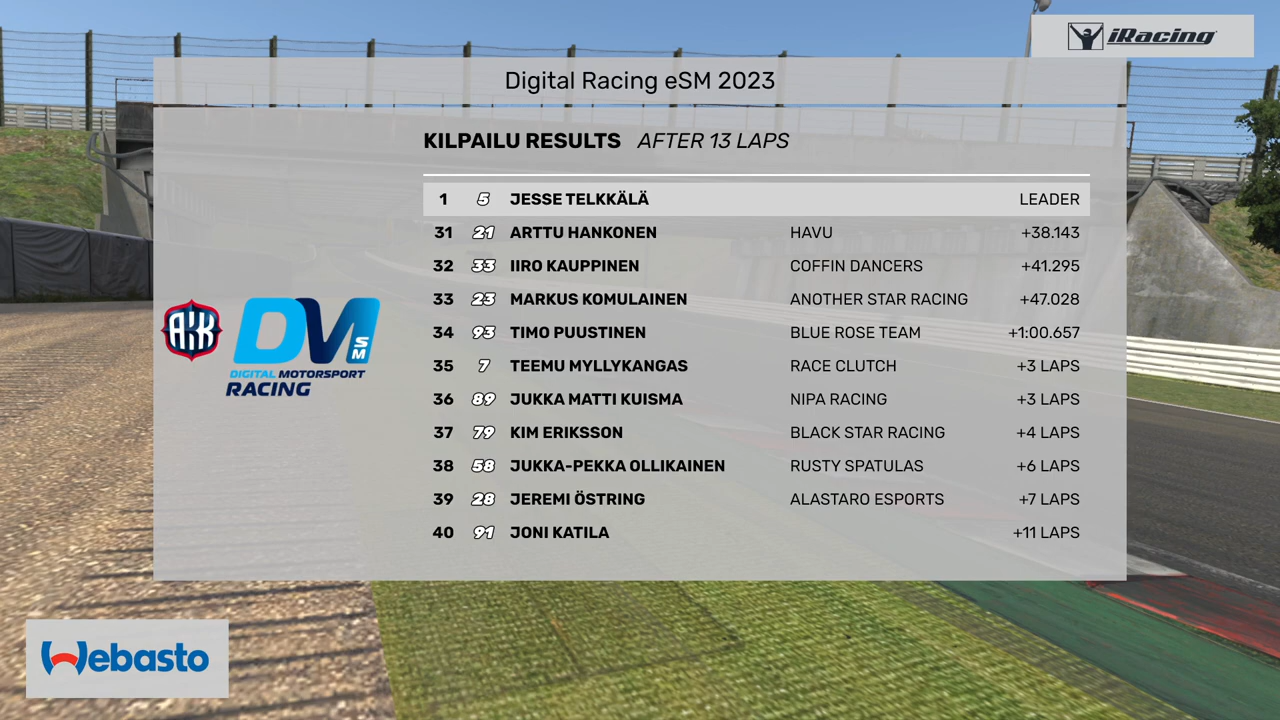 iRacing
Digital Racing eSM 2023
KILPAILU RESULTS AFTER 13 LAPS
1 5 JESSE TELKKÄLÄ LEADER
31 21 ARTTU HANKONEN HAVU +38.143
32 33 IIRO KAUPPINEN COFFIN DANCERS +41.295
33 23 MARKUS KOMULAINEN ANOTHER STAR RACING +47.028
34 93 TIMO PUUSTINEN BLUE ROSE TEAM +1:00.657
35 7 TEEMU MYLLYKANGAS RACE CLUTCH +3 LAPS
36 89 JUKKA MATTI KUISMA NIPA RACING +3 LAPS
37 79 KIM ERIKSSON BLACK STAR RACING +4 LAPS
38 58 JUKKA-PEKKA OLLIKAINEN RUSTY SPATULAS +6 LAPS
39 28 JEREMI ÖSTRING ALASTARO ESPORTS +7 LAPS
40 91 JONI KATILA +11 LAPS
AKK
DM SM
DIGITAL MOTORSPORT
RACING
Webasto